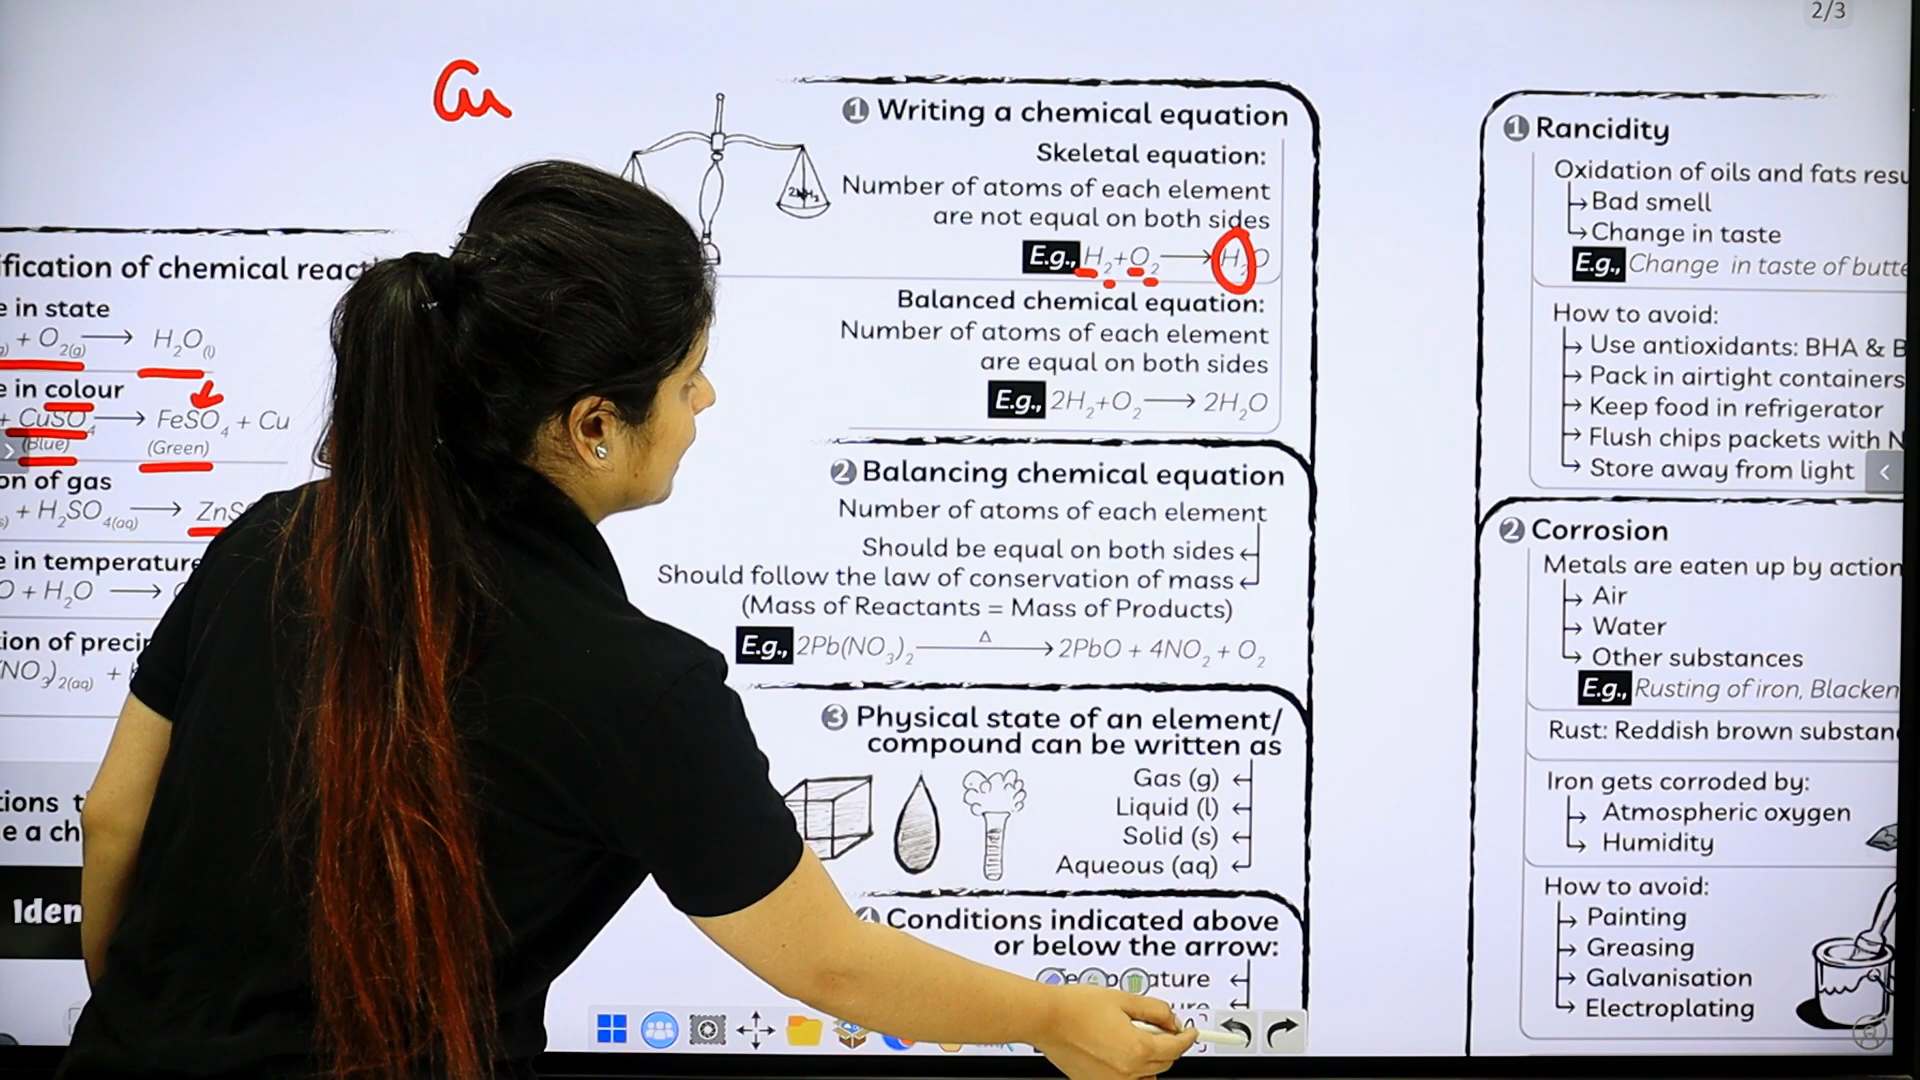 2/3
Cu
ification of chemical react
e in state
+ O2(g) ⟶ H2O(l)
e in colour
+ CuSO4 ⟶ FeSO4 + Cu
(Blue) (Green)
on of gas
+ H2SO4(aq) ⟶ ZnS
e in temperature
O + H2O ⟶
ion of preci
NO3)2(aq) +
ions t
e a ch
Iden
1 Writing a chemical equation
Skeletal equation:
Number of atoms of each element
are not equal on both sides
E.g., H2+O2 ⟶ H2O
Balanced chemical equation:
Number of atoms of each element
are equal on both sides
E.g., 2H2+O2 ⟶ 2H2O
2 Balancing chemical equation
Number of atoms of each element
Should be equal on both sides
Should follow the law of conservation of mass
(Mass of Reactants = Mass of Products)
E.g., 2Pb(NO3)2 ⟶ Δ 2PbO + 4NO2 + O2
3 Physical state of an element/
compound can be written as
Gas (g)
Liquid (l)
Solid (s)
Aqueous (aq)
4 Conditions indicated above
or below the arrow:
1 Rancidity
Oxidation of oils and fats resu
Bad smell
Change in taste
E.g., Change in taste of butte
How to avoid:
Use antioxidants: BHA & B
Pack in airtight containers
Keep food in refrigerator
Flush chips packets with N
Store away from light
2 Corrosion
Metals are eaten up by action
Air
Water
Other substances
E.g., Rusting of iron, Blacken
Rust: Reddish brown substan
Iron gets corroded by:
Atmospheric oxygen
Humidity
How to avoid:
Painting
Greasing
Galvanisation
Electroplating